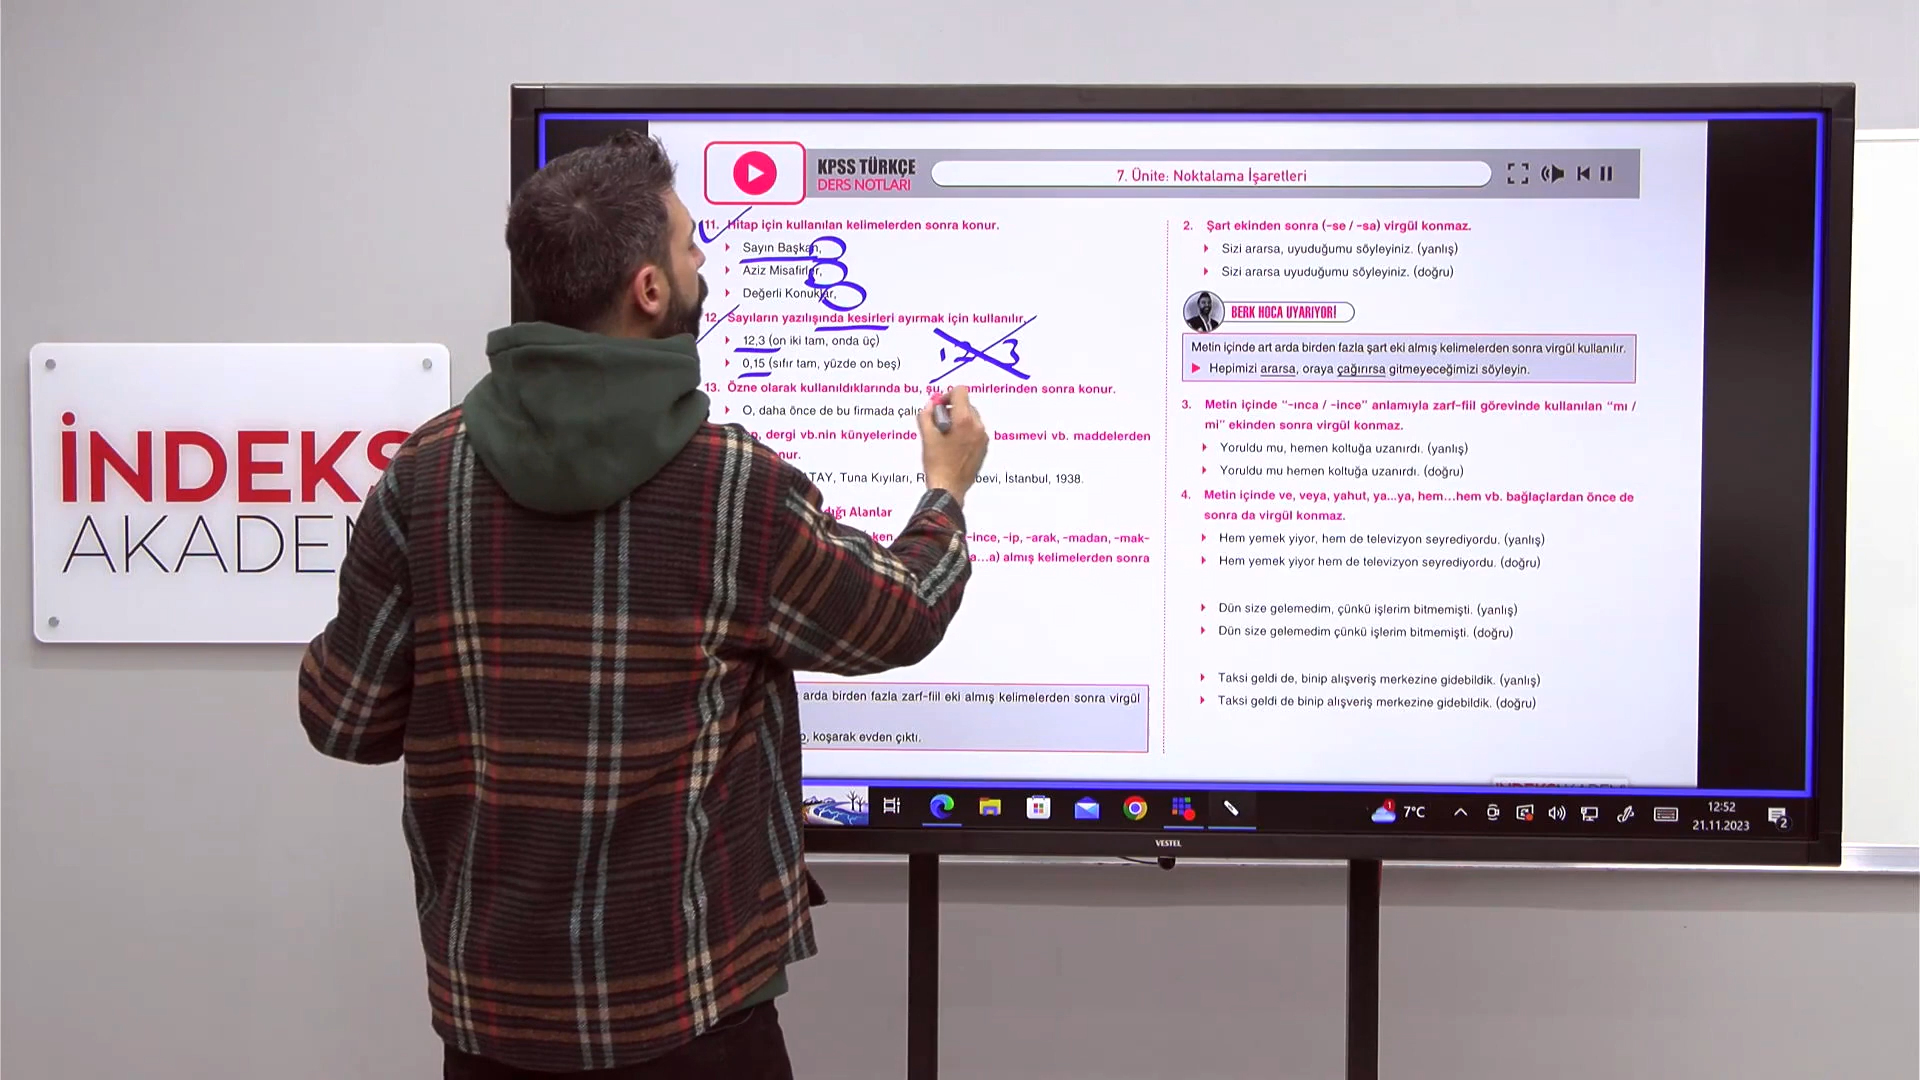 İNDEKS
AKADEM
KPSS TÜRKÇE
DERS NOTLARI
7. Ünite: Noktalama İşaretleri
11. Hitap için kullanılan kelimelerden sonra konur.
Sayın Başkan,
Aziz Misafirler,
Değerli Konuklar,
12. Sayıların yazılışında kesirleri ayırmak için kullanılır.
12,3 (on iki tam, onda üç)
0,15 (sıfır tam, yüzde on beş)
12 3
13. Özne olarak kullanıldıklarında bu, şu, o zamirlerinden sonra konur.
O, daha önce de bu firmada
dergi vb.nin künyelerinde basımevi vb. maddelerden
Tuna Kıyıları, İstanbul, 1938.
Alanlar
-ince, -ip, -arak, -madan, -mak-
almış kelimelerden sonra
arda birden fazla zarf-fiil eki almış kelimelerden sonra virgül
koşarak evden çıktı.
2. Şart ekinden sonra (-se / -sa) virgül konmaz.
Sizi ararsa, uyuduğumu söyleyiniz. (yanlış)
Sizi ararsa uyuduğumu söyleyiniz. (doğru)
BERK HOCA UYARIYOR!
Metin içinde art arda birden fazla şart eki almış kelimelerden sonra virgül kullanılır.
Hepimizi ararsa, oraya çağırırsa gitmeyeceğimizi söyleyin.
3. Metin içinde "-ınca / -ince" anlamıyla zarf-fiil görevinde kullanılan "mı /
mi" ekinden sonra virgül konmaz.
Yoruldu mu, hemen koltuğa uzanırdı. (yanlış)
Yoruldu mu hemen koltuğa uzanırdı. (doğru)
4. Metin içinde ve, veya, yahut, ya...ya, hem...hem vb. bağlaçlardan önce de
sonra da virgül konmaz.
Hem yemek yiyor, hem de televizyon seyrediyordu. (yanlış)
Hem yemek yiyor hem de televizyon seyrediyordu. (doğru)
Dün size gelemedim, çünkü işlerim bitmemişti. (yanlış)
Dün size gelemedim çünkü işlerim bitmemişti. (doğru)
Taksi geldi de, binip alışveriş merkezine gidebildik. (yanlış)
Taksi geldi de binip alışveriş merkezine gidebildik. (doğru)
1
7°C
12:52
21.11.2023
2
VESTEL